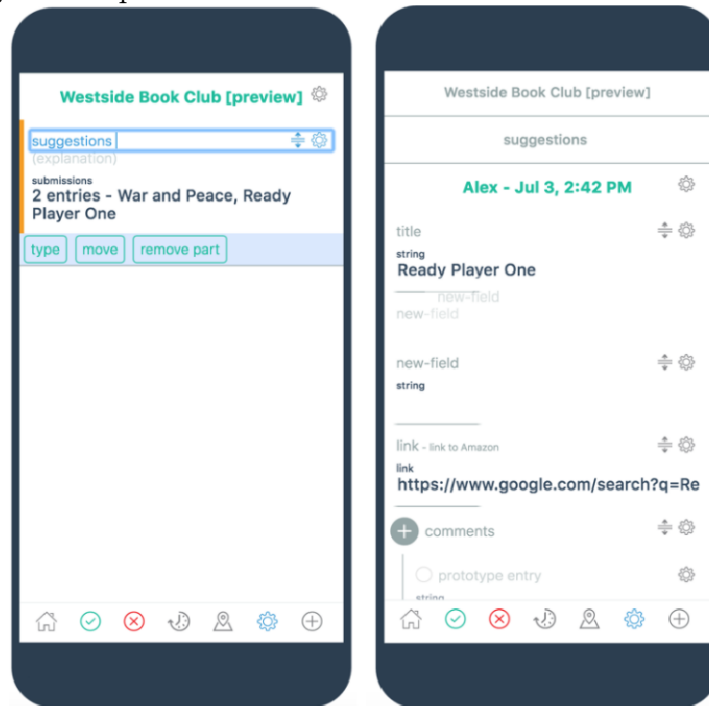 Westside Book Club [preview]
suggestions
(explanation)
submissions
2 entries - War and Peace, Ready
Player One
type move remove part
Westside Book Club [preview]
suggestions
Alex - Jul 3, 2:42 PM
title
string
Ready Player One
new-field
new-field
new-field
string
link - link to Amazon
link
https://www.google.com/search?q=Re
comments
prototype entry
string